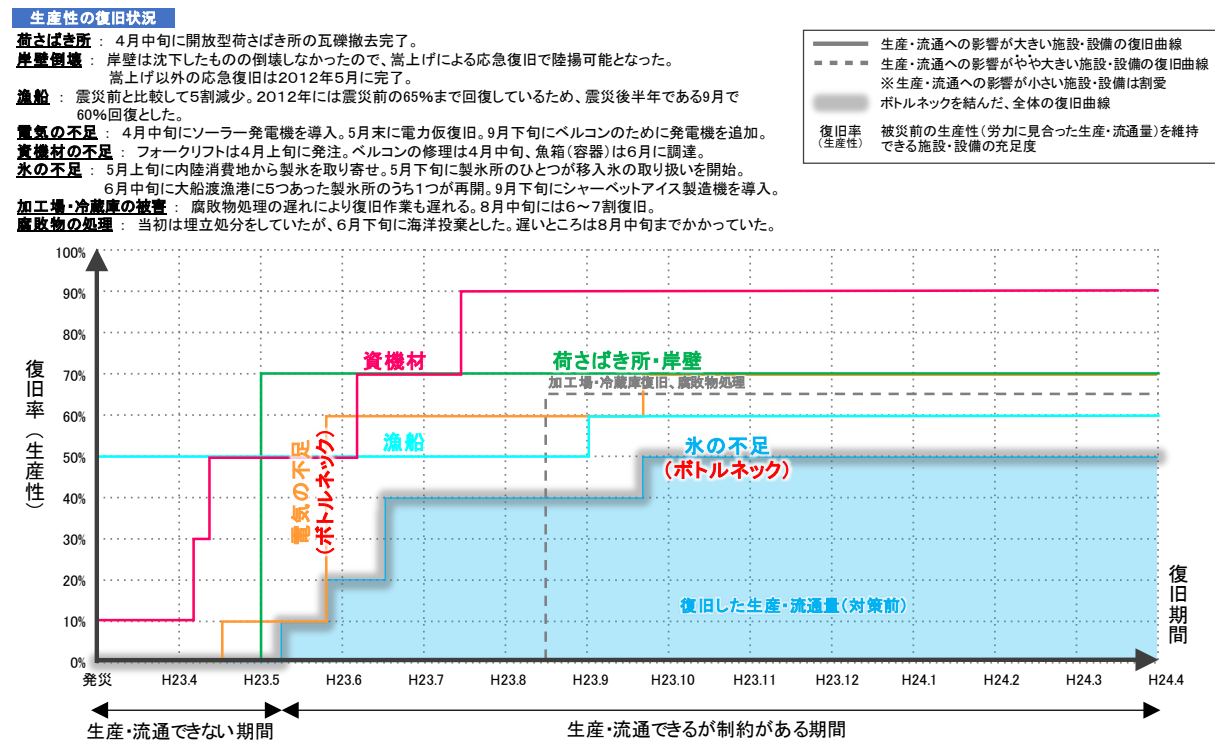 生産性の復旧状況
荷さばき所 : 4月中旬に開放型荷さばき所の瓦礫撤去完了。
岸壁倒壊 : 岸壁は沈下したものの倒壊しなかったので、嵩上げによる応急復旧で陸揚可能となった。
嵩上げ以外の応急復旧は2012年5月に完了。
漁船 : 震災前と比較して5割減少。2012年には震災前の65%まで回復しているため、震災後半年である9月で
60%回復とした。
電気の不足 : 4月中旬にソーラー発電機を導入。5月末に電力仮復旧。9月下旬にベルコンのために発電機を追加。
資機材の不足 : フォークリフトは4月上旬に発注。ベルコンの修理は4月中旬、魚箱(容器)は6月に調達。
氷の不足 : 5月上旬に内陸消費地から製氷を取り寄せ。5月下旬に製氷所のひとつが移入氷の取り扱いを開始。
6月中旬に大船渡漁港に5つあった製氷所のうち1つが再開。9月下旬にシャーベットアイス製造機を導入。
加工場・冷蔵庫の被害 : 腐敗物処理の遅れにより復旧作業も遅れる。8月中旬には6~7割復旧。
腐敗物の処理 : 当初は埋立処分をしていたが、6月下旬に海洋投棄とした。遅いところは8月中旬までかかっていた。
生産・流通への影響が大きい施設・設備の復旧曲線
生産・流通への影響がやや大きい施設・設備の復旧曲線
※生産・流通への影響が小さい施設・設備は割愛
ボトルネックを結んだ、全体の復旧曲線
復旧率 被災前の生産性(労力に見合った生産・流通量)を維持
(生産性) できる施設・設備の充足度
100%
90%
80%
70%
60%
50%
40%
30%
20%
10%
0%
復旧率(生産性)
資機材
荷さばき所・岸壁
加工場・冷蔵庫復旧、腐敗物処理
漁船
電気の不足
(ボトルネック)
氷の不足
(ボトルネック)
復旧した生産・流通量(対策前)
復旧期間
発災 H23.4 H23.5 H23.6 H23.7 H23.8 H23.9 H23.10 H23.11 H23.12 H24.1 H24.2 H24.3 H24.4
生産・流通できない期間
生産・流通できるが制約がある期間